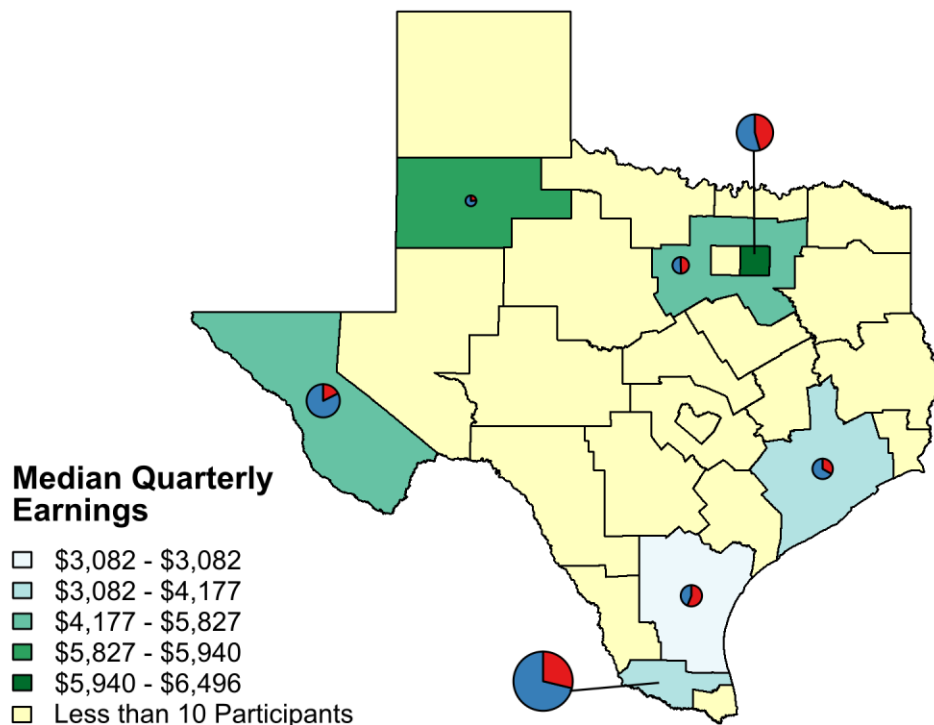 Median Quarterly
Earnings
$3,082 - $3,082
$3,082 - $4,177
$4,177 - $5,827
$5,827 - $5,940
$5,940 - $6,496
Less than 10 Participants